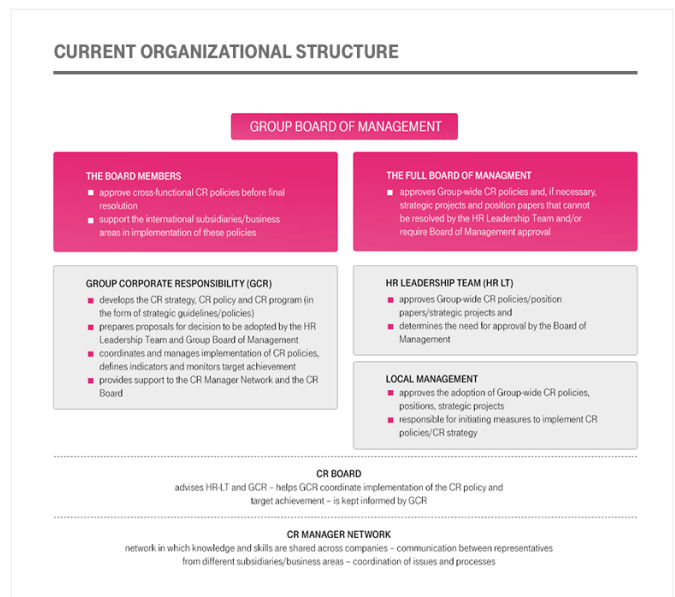 CURRENT ORGANIZATIONAL STRUCTURE
GROUP BOARD OF MANAGEMENT
THE BOARD MEMBERS
approve cross-functional CR policies before final
resolution
support the international subsidiaries/business
areas in implementation of these policies
THE FULL BOARD OF MANAGMENT
approves Group-wide CR policies and, if necessary,
strategic projects and position papers that cannot
be resolved by the HR Leadership Team and/or
require Board of Management approval
GROUP CORPORATE RESPONSIBILITY (GCR)
develops the CR strategy, CR policy and CR program (in
the form of strategic guidelines/policies)
prepares proposals for decision to be adopted by the HR
Leadership Team and Group Board of Management
coordinates and manages implementation of CR policies,
defines indicators and monitors target achievement
provides support to the CR Manager Network and the CR
Board
HR LEADERSHIP TEAM (HR LT)
approves Group-wide CR policies/position
papers/strategic projects and
determines the need for approval by the Board of
Management
LOCAL MANAGEMENT
approves the adoption of Group-wide CR policies,
positions, strategic projects
responsible for initiating measures to implement CR
policies/CR strategy
CR BOARD
advises HR-LT and GCR – helps GCR coordinate implementation of the CR policy and
target achievement – is kept informed by GCR
CR MANAGER NETWORK
network in which knowledge and skills are shared across companies – communication between representatives
from different subsidiaries/business areas – coordination of issues and processes